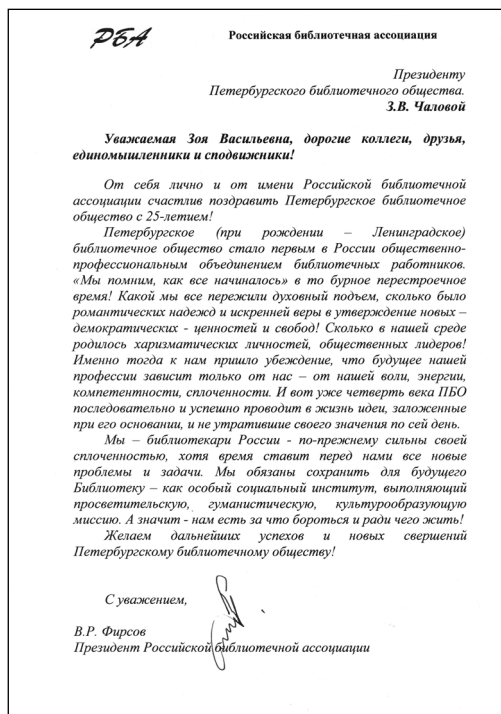 РБА
Российская библиотечная ассоциация
Президенту
Петербургского библиотечного общества.
З.В. Чаловой
Уважаемая Зоя Васильевна, дорогие коллеги, друзья,
единомышленники и сподвижники!
От себя лично и от имени Российской библиотечной
ассоциации счастлив поздравить Петербургское библиотечное
общество с 25-летием!
Петербургское (при рождении – Ленинградское)
библиотечное общество стало первым в России общественно-
профессиональным объединением библиотечных работников.
«Мы помним, как все начиналось» в то бурное перестроечное
время! Какой мы все пережили духовный подъем, сколько было
романтических надежд и искренней веры в утверждение новых –
демократических - ценностей и свобод! Сколько в нашей среде
родилось харизматических личностей, общественных лидеров!
Именно тогда к нам пришло убеждение, что будущее нашей
профессии зависит только от нас – от нашей воли, энергии,
компетентности, сплоченности. И вот уже четверть века ПБО
последовательно и успешно проводит в жизнь идеи, заложенные
при его основании, и не утратившие своего значения по сей день.
Мы – библиотекари России - по-прежнему сильны своей
сплоченностью, хотя время ставит перед нами все новые
проблемы и задачи. Мы обязаны сохранить для будущего
Библиотеку – как особый социальный институт, выполняющий
просветительскую, гуманистическую, культурообразующую
миссию. А значит - нам есть за что бороться и ради чего жить!
Желаем дальнейших успехов и новых свершений
Петербургскому библиотечному обществу!
С уважением,
В.Р. Фирсов
Президент Российской библиотечной ассоциации